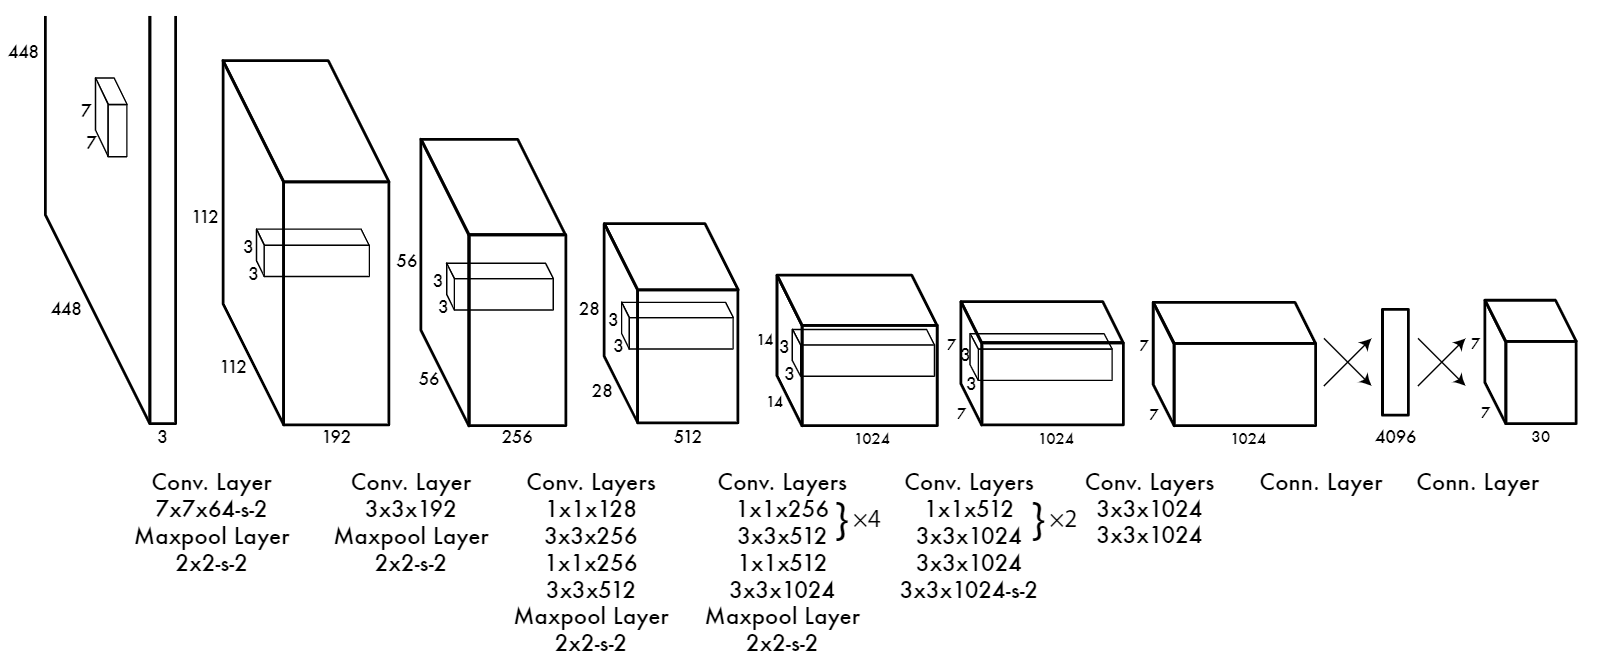 448
7
7
448
3
112
3
3
112
192
56
3
3
56
256
28
3
3
28
512
14
3
3
14
1024
7
3
3
7
1024
7
7
1024
4096
7
7
30
Conv. Layer
7x7x64-s-2
Maxpool Layer
2x2-s-2
Conv. Layer
3x3x192
Maxpool Layer
2x2-s-2
Conv. Layers
1x1x128
3x3x256
1x1x256
3x3x512
Maxpool Layer
2x2-s-2
Conv. Layers
1x1x256
3x3x512
}×4
1x1x512
3x3x1024
Maxpool Layer
2x2-s-2
Conv. Layers
1x1x512
3x3x1024
}×2
3x3x1024
3x3x1024-s-2
Conv. Layers
3x3x1024
3x3x1024
Conn. Layer
Conn. Layer